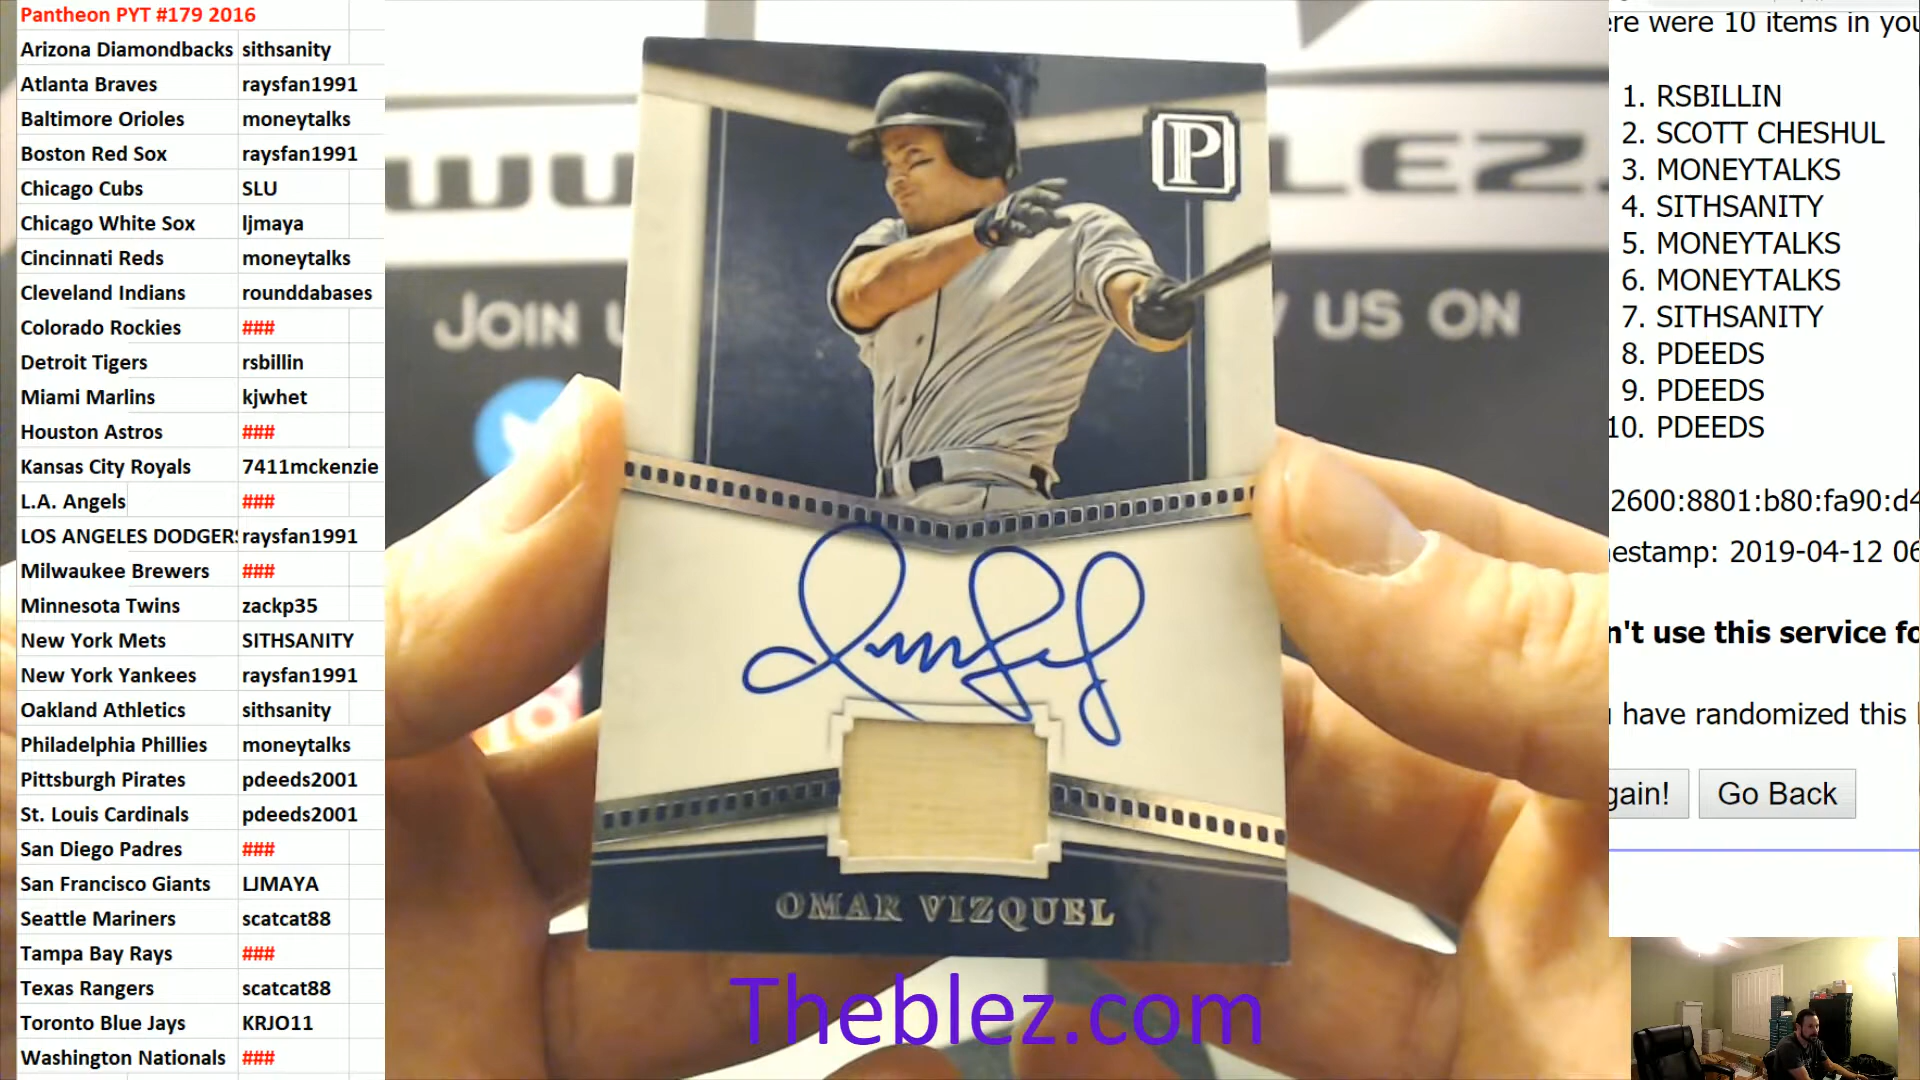 Pantheon PYT #179 2016
Arizona Diamondbacks sithsanity
Atlanta Braves raysfan1991
Baltimore Orioles moneytalks
Boston Red Sox raysfan1991
Chicago Cubs SLU
Chicago White Sox ljmaya
Cincinnati Reds moneytalks
Cleveland Indians rounddabases
Colorado Rockies ###
Detroit Tigers rsbillin
Miami Marlins kjwhet
Houston Astros ###
Kansas City Royals 7411mckenzie
L.A. Angels ###
LOS ANGELES DODGERS raysfan1991
Milwaukee Brewers ###
Minnesota Twins zackp35
New York Mets SITHSANITY
New York Yankees raysfan1991
Oakland Athletics sithsanity
Philadelphia Phillies moneytalks
Pittsburgh Pirates pdeeds2001
St. Louis Cardinals pdeeds2001
San Diego Padres ###
San Francisco Giants LJMAYA
Seattle Mariners scatcat88
Tampa Bay Rays ###
Texas Rangers scatcat88
Toronto Blue Jays KRJO11
Washington Nationals ###
P
LEZ.
JOIN
US ON
OMAR VIZQUEL
Theblez.com
ere were 10 items in you
1. RSBILLIN
2. SCOTT CHESHUL
3. MONEYTALKS
4. SITHSANITY
5. MONEYTALKS
6. MONEYTALKS
7. SITHSANITY
8. PDEEDS
9. PDEEDS
10. PDEEDS
2600:8801:b80:fa90:d4
estamp: 2019-04-12 06
n't use this service fo
have randomized this
gain! Go Back